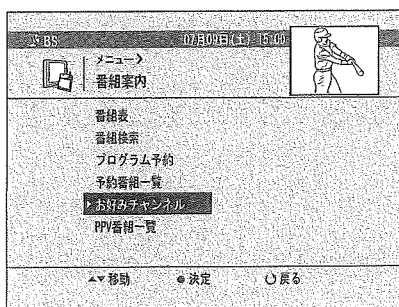 BS 07月09日(土) 15:00
メニュー〉
番組案内
番組表
番組検索
プログラム予約
予約番組一覧
お好みチャンネル
PPV番組一覧
▲▼移動 ●決定 戻る